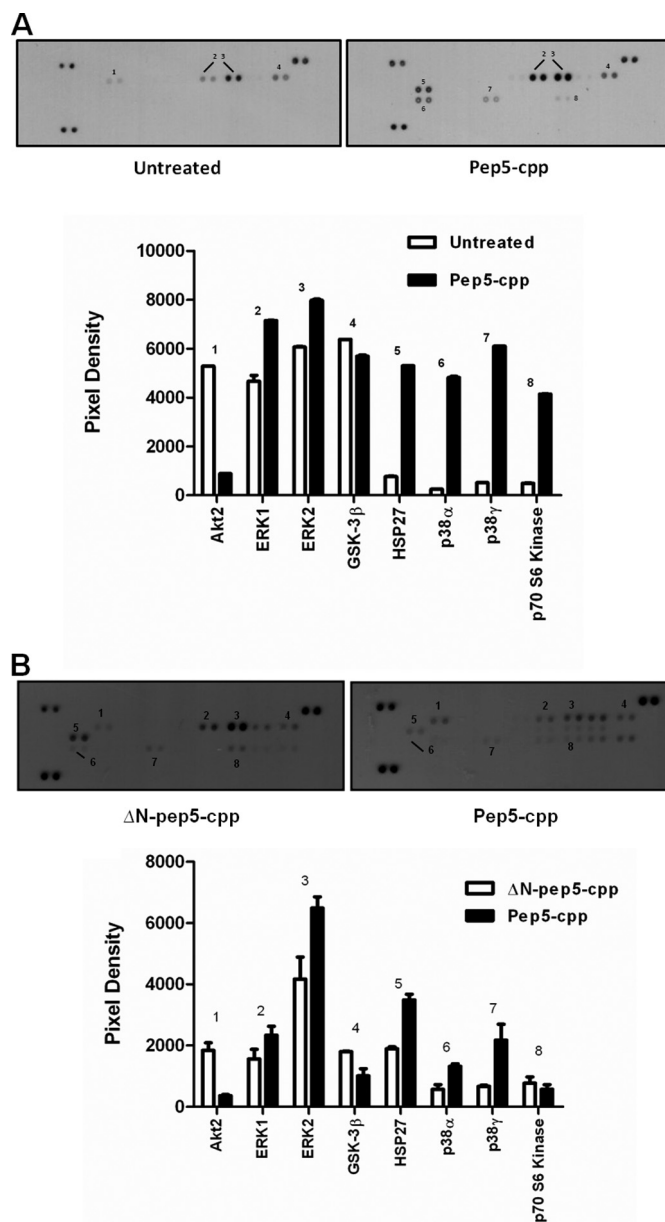 A
1
2 3
4
5
6
7
2 3
4
8
Untreated
Pep5-cpp
Untreated
Pep5-cpp
Pixel Density
10000
8000
6000
4000
2000
0
1
2
3
4
5
6
7
8
Akt2
ERK1
ERK2
GSK-3β
HSP27
p38α
p38γ
p70 S6 Kinase
B
1
2
3
4
5
6
7
8
1
2
3
4
5
6
7
8
ΔN-pep5-cpp
Pep5-cpp
ΔN-pep5-cpp
Pep5-cpp
Pixel Density
8000
6000
4000
2000
0
1
2
3
4
5
6
7
8
Akt2
ERK1
ERK2
GSK-3β
HSP27
p38α
p38γ
p70 S6 Kinase